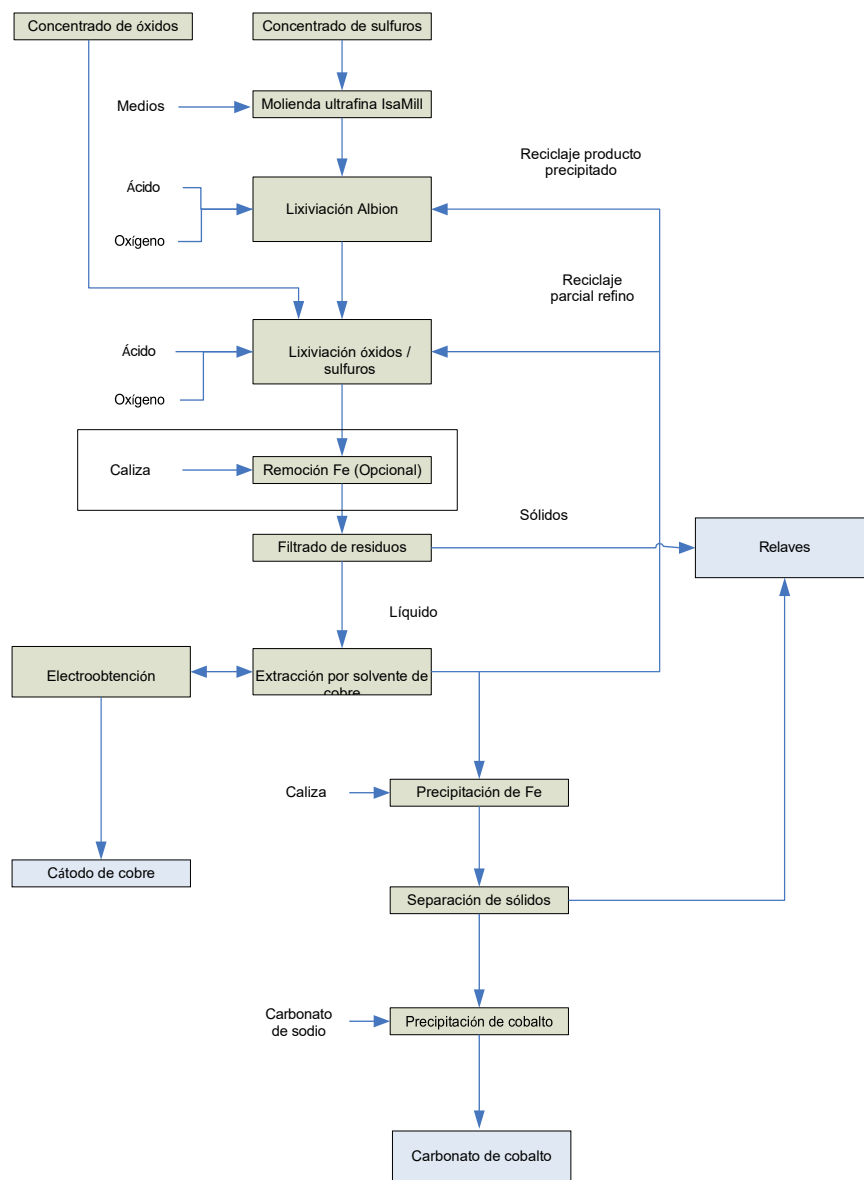 Concentrado de óxidos
Concentrado de sulfuros
Medios
Molienda ultrafina IsaMill
Reciclaje producto
precipitado
Ácido
Lixiviación Albion
Oxígeno
Reciclaje
parcial refino
Ácido
Lixiviación óxidos /
sulfuros
Oxígeno
Caliza
Remoción Fe (Opcional)
Sólidos
Filtrado de residuos
Relaves
Líquido
Electroobtención
Extracción por solvente de
cobre
Caliza
Precipitación de Fe
Cátodo de cobre
Separación de sólidos
Carbonato
de sodio
Precipitación de cobalto
Carbonato de cobalto